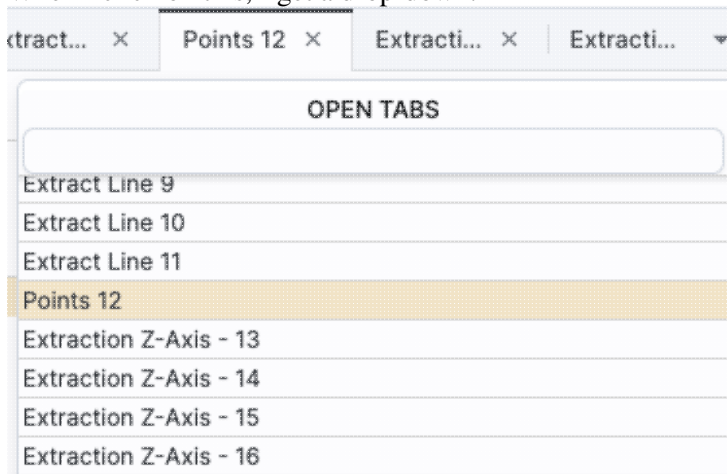 xtract... × Points 12 × Extracti... × Extracti...
OPEN TABS
Extract Line 9
Extract Line 10
Extract Line 11
Points 12
Extraction Z-Axis - 13
Extraction Z-Axis - 14
Extraction Z-Axis - 15
Extraction Z-Axis - 16